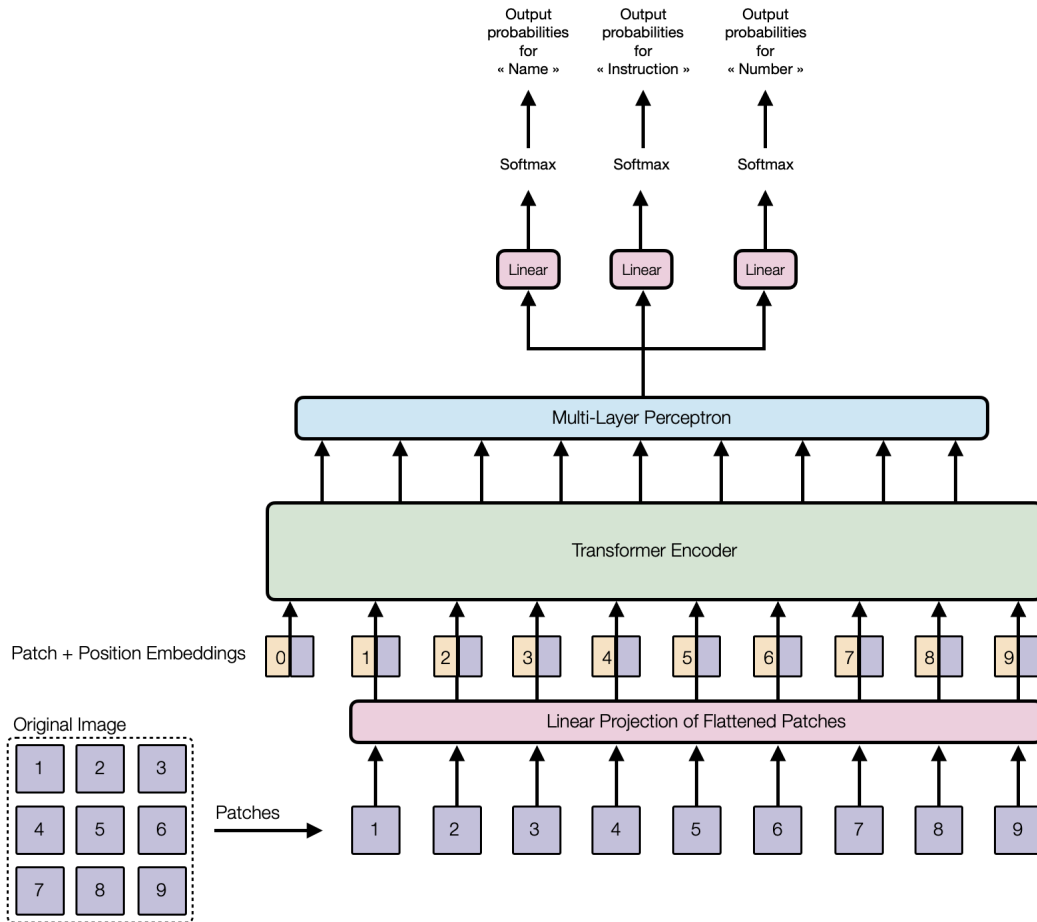 Output Output Output
probabilities probabilities probabilities
for for for
« Name » « Instruction » « Number »
Softmax Softmax Softmax
Linear Linear Linear
Multi-Layer Perceptron
Transformer Encoder
Patch + Position Embeddings 0 1 2 3 4 5 6 7 8 9
Linear Projection of Flattened Patches
Original Image
1 2 3
4 5 6
7 8 9
Patches
1 2 3 4 5 6 7 8 9